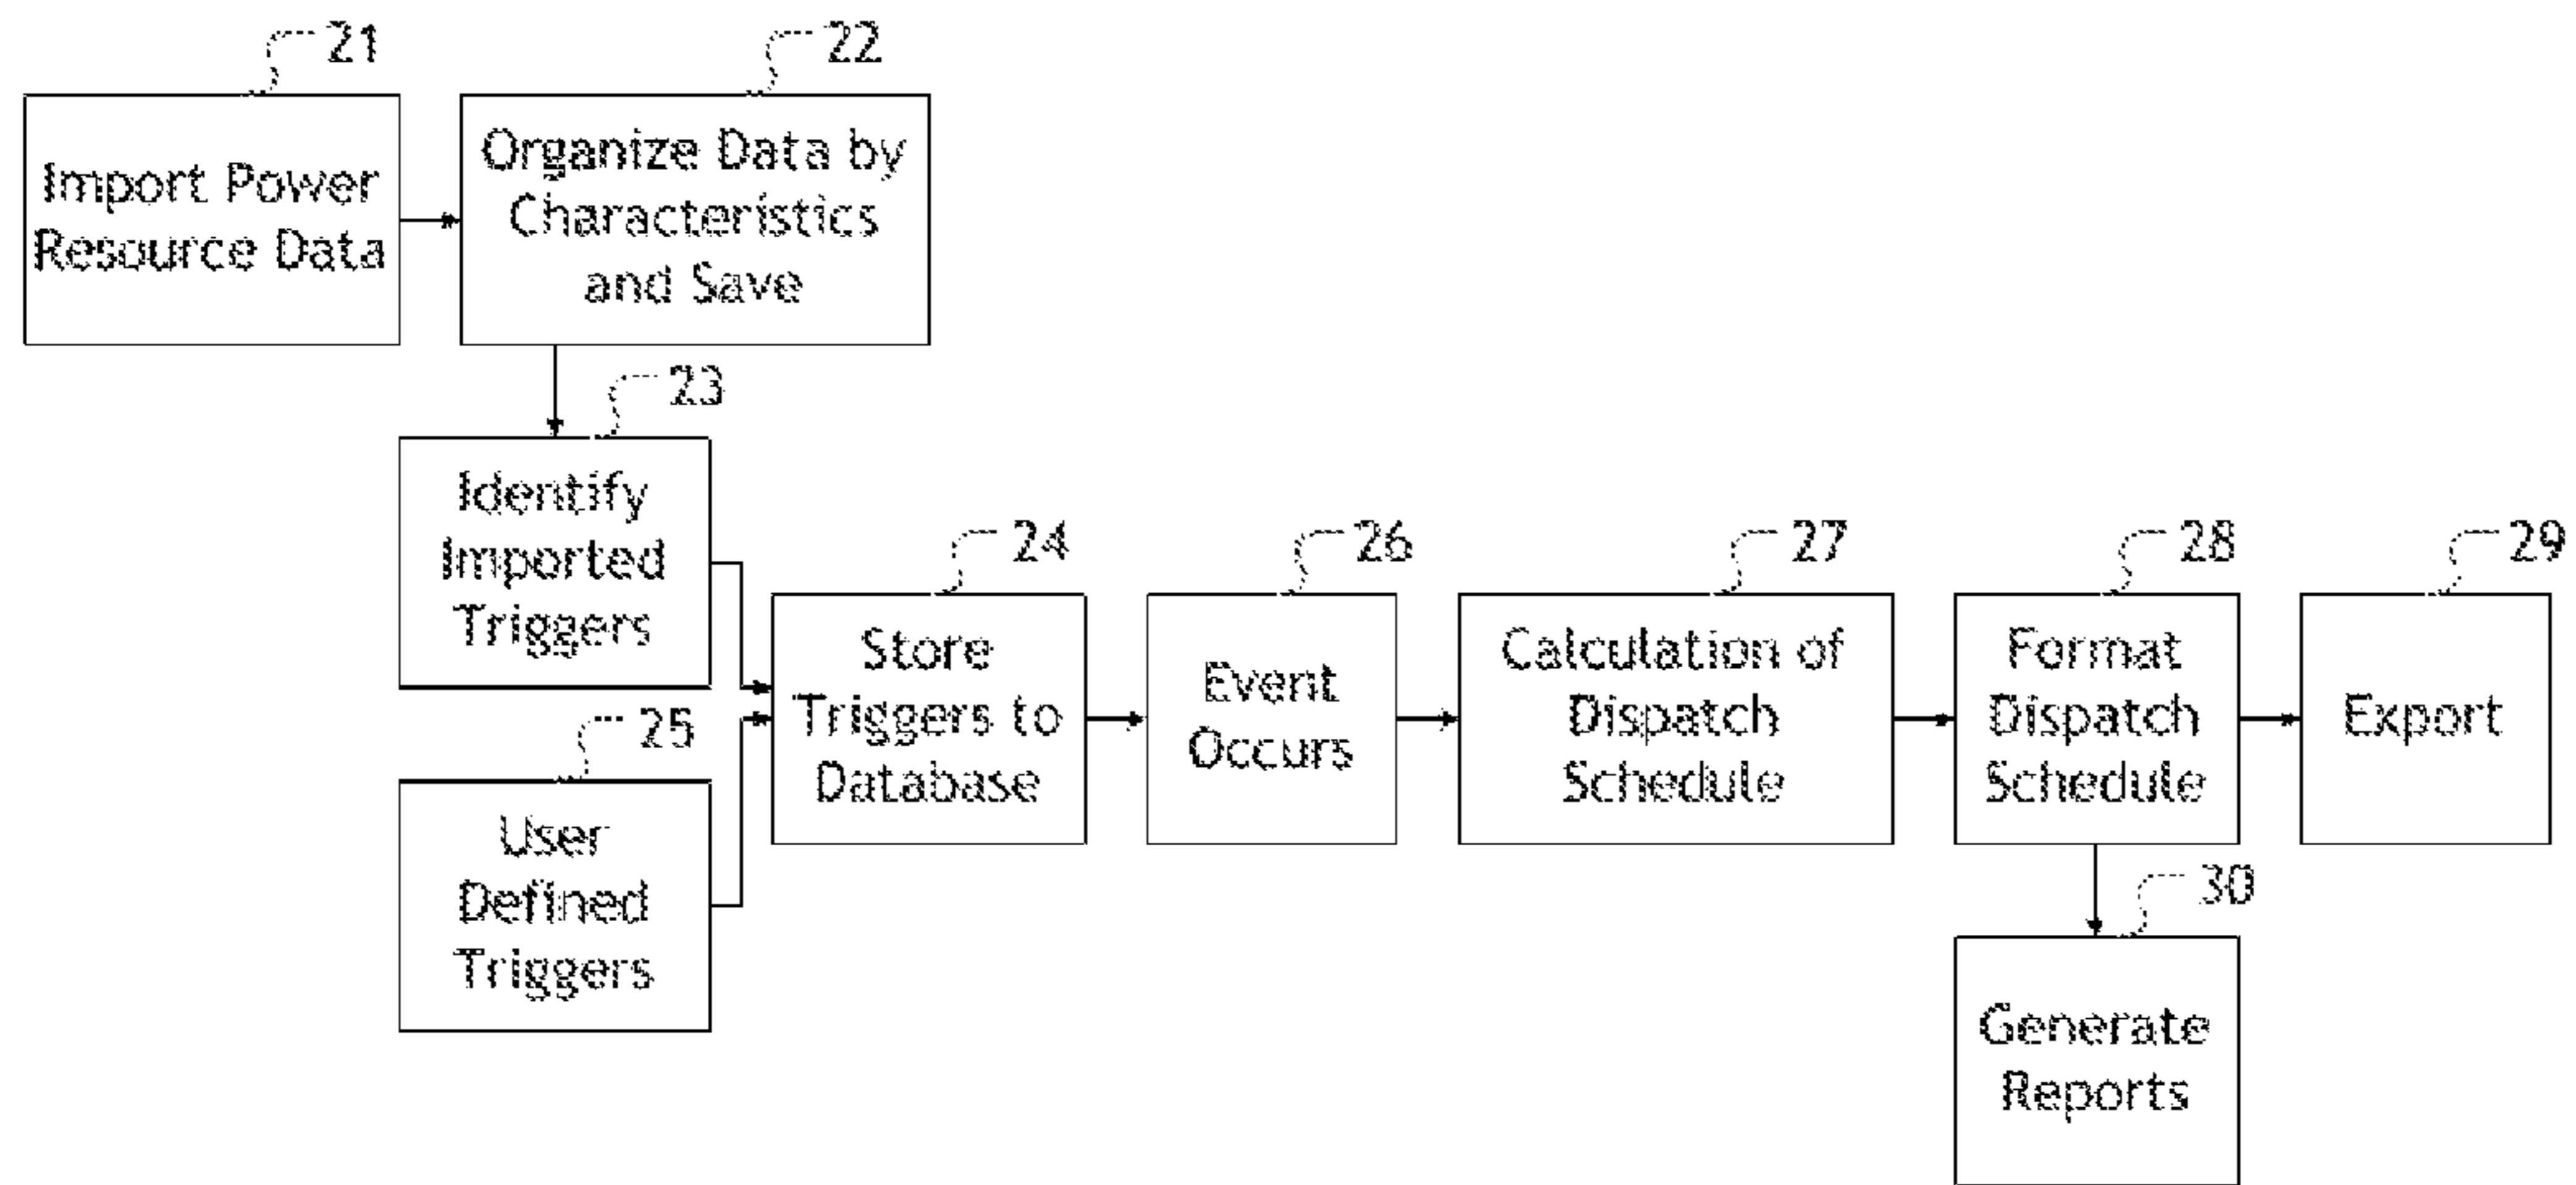 21
Import Power
Resource Data
22
Organize Data by
Characteristics
and Save
23
Identify
Imported
Triggers
25
User
Defined
Triggers
24
Store
Triggers to
Database
26
Event
Occurs
27
Calculation of
Dispatch
Schedule
28
Format
Dispatch
Schedule
29
Export
30
Generate
Reports